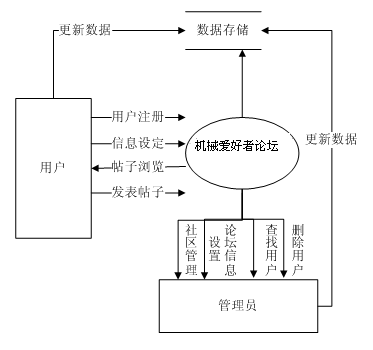 更新数据
数据存储
用户注册
信息设定
帖子浏览
发表帖子
用户
机械爱好者论坛
更新数据
社区管理
论坛信息
设置
查找用户
删除用户
管理员